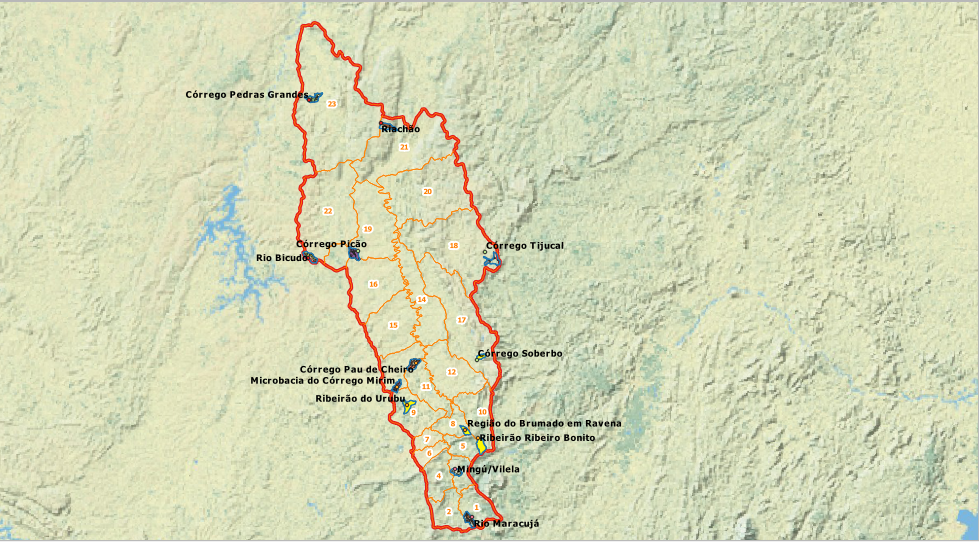 Córrego Pedras Grandes
23
Riachão
21
20
22
19
Córrego Picão
18
Córrego Tijucal
Rio Bicudo
16
14
15
17
Córrego Soberbo
Córrego Pau de Cheiro
12
Microbacia do Córrego Mirim
11
Ribeirão do Urubu
9
10
8
Região do Brumado em Ravena
7
Ribeirão Ribeiro Bonito
5
6
Mingú/Vilela
4
1
2
Rio Maracujá